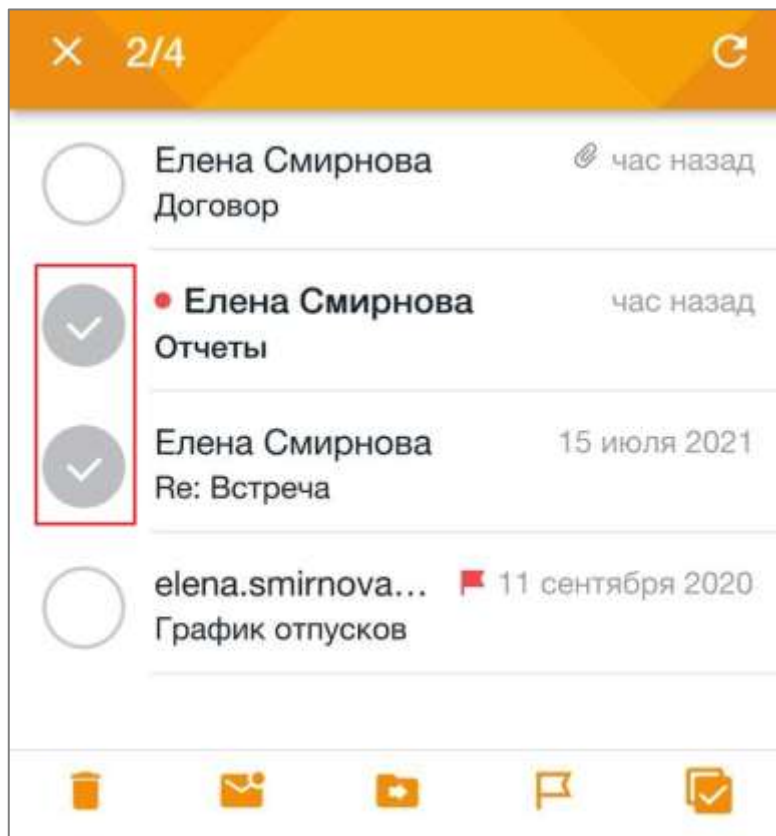 2/4
Елена Смирнова час назад
Договор
Елена Смирнова час назад
Отчеты
Елена Смирнова 15 июля 2021
Re: Встреча
elena.smirnova... 11 сентября 2020
График отпусков